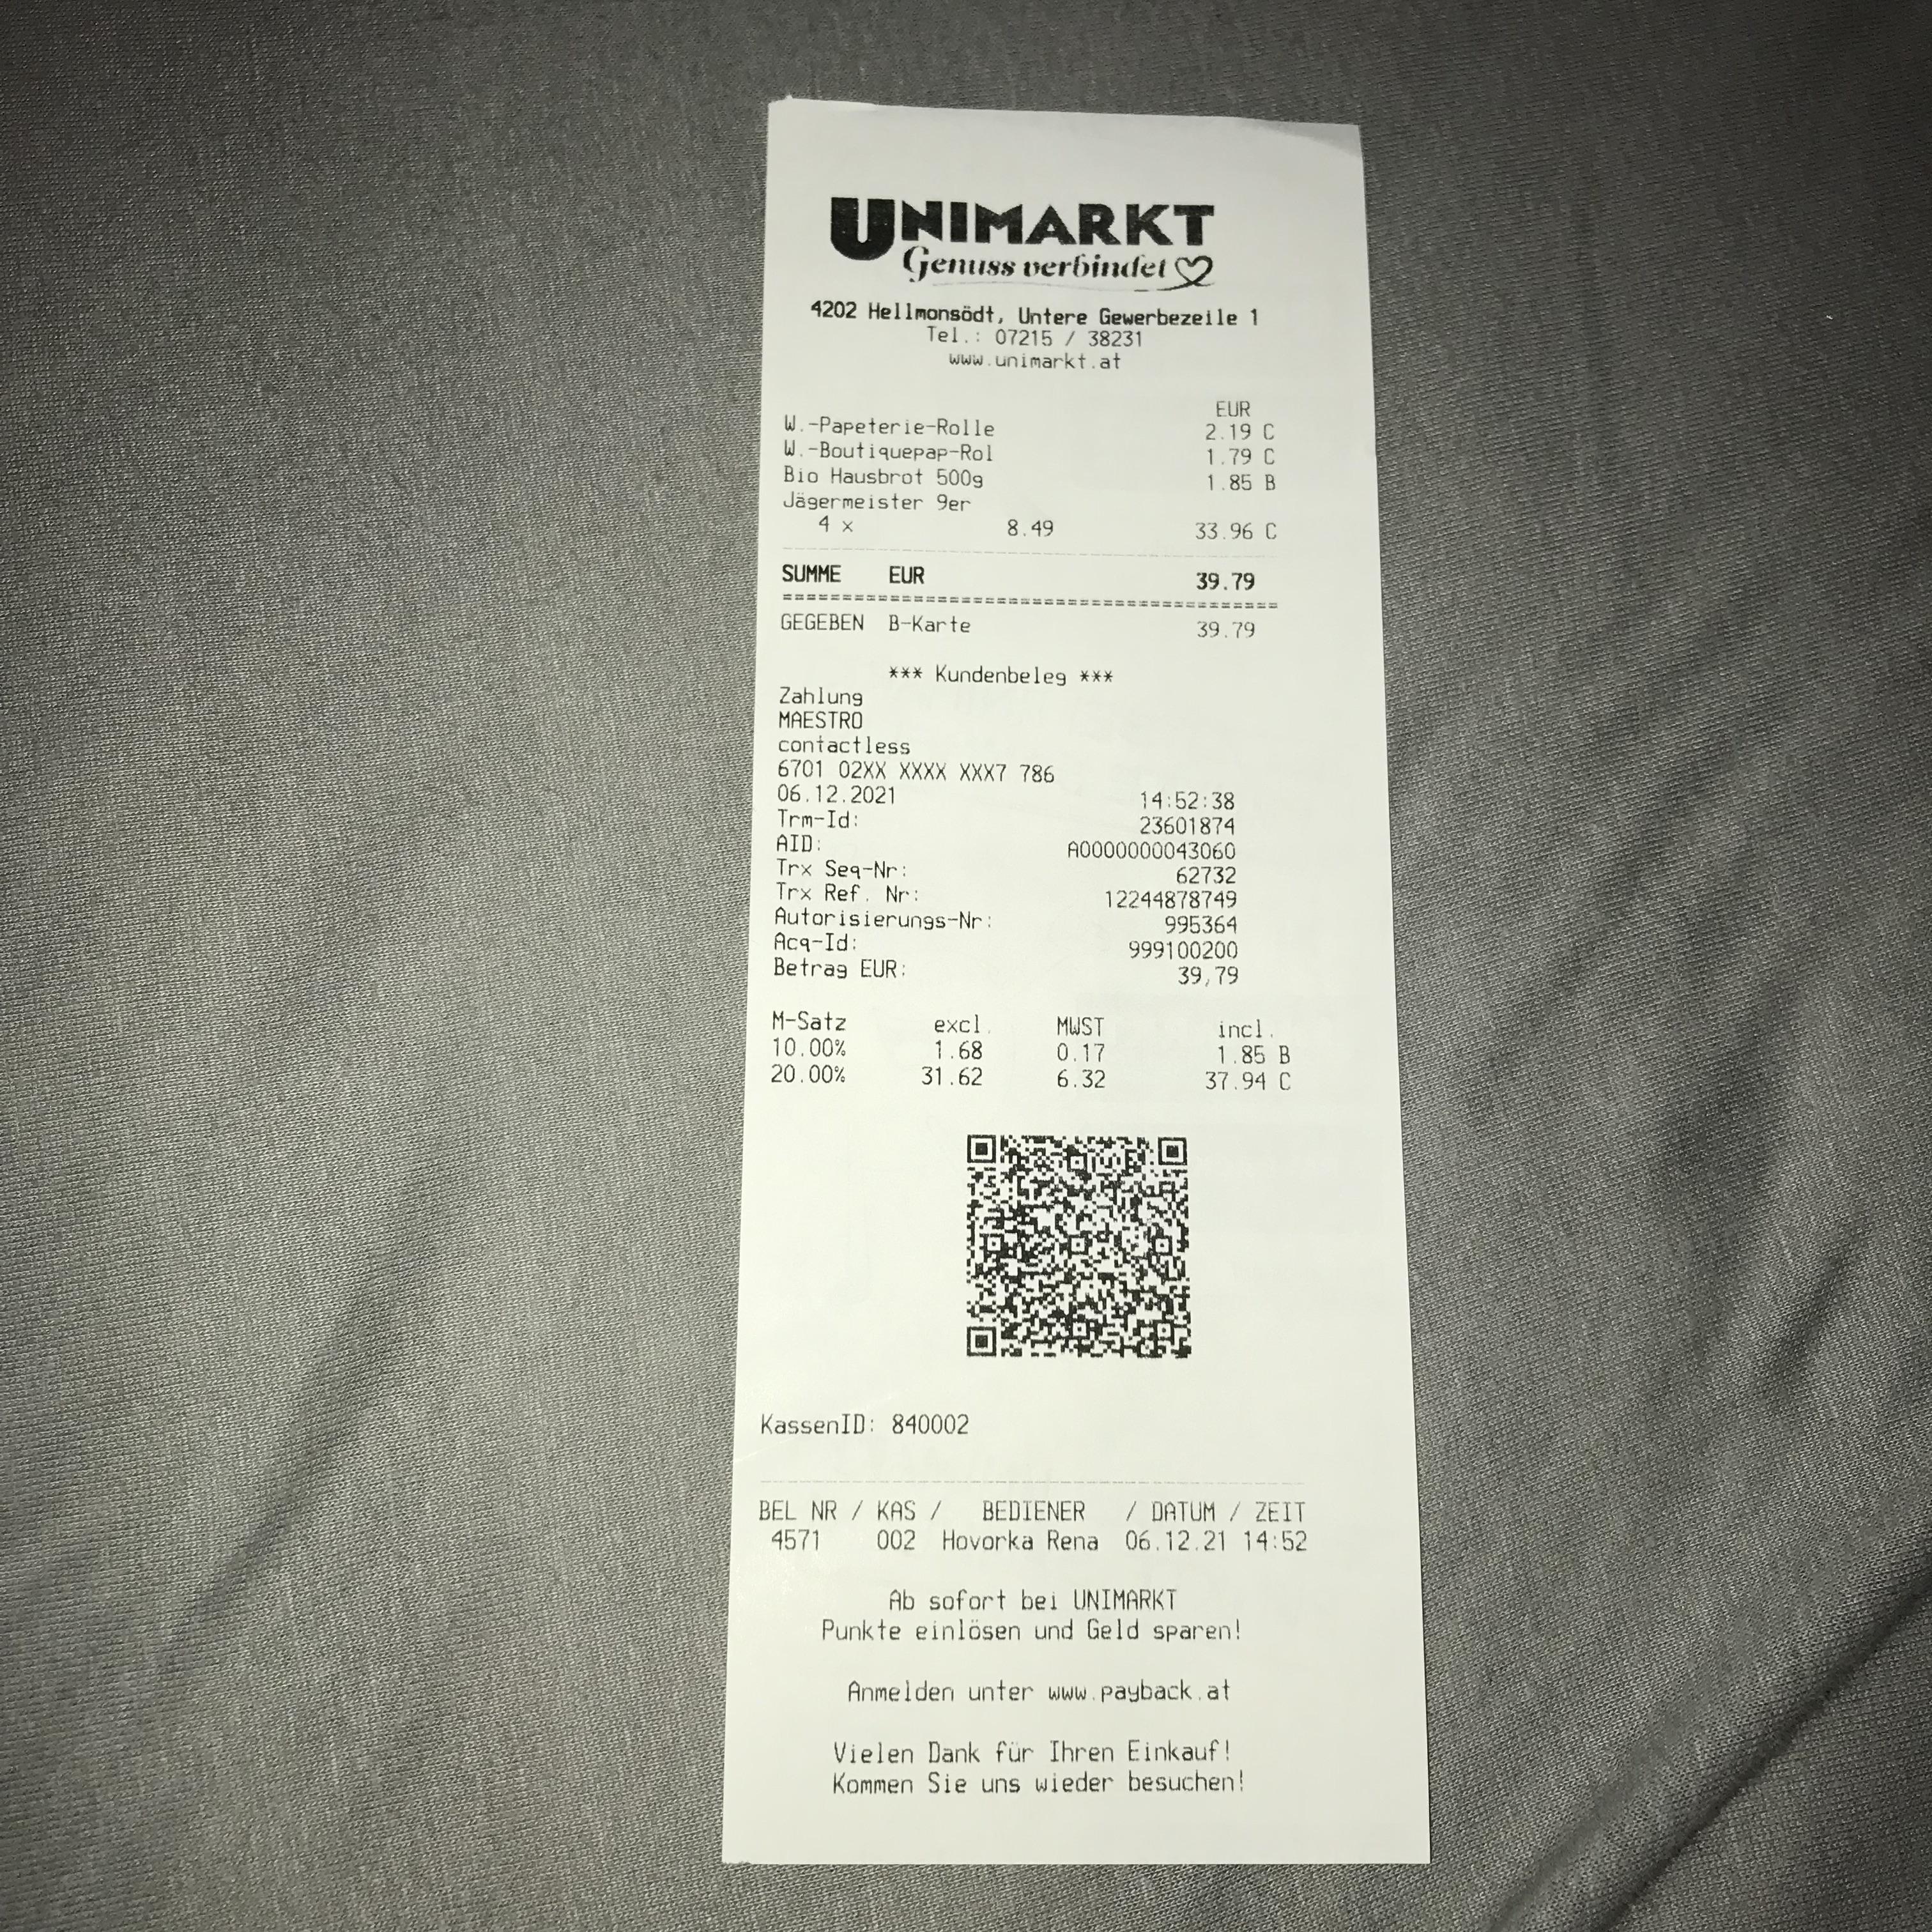 UNIMARKT
Genuss verbindet
4202 Hellmonsödt, Untere Gewerbezeile 1
Tel.: 07215 / 38231
www.unimarkt.at
EUR
W.-Papeterie-Rolle 2.19 C
W.-Boutiquepap-Rol 1.79 C
Bio Hausbrot 500g 1.85 B
Jägermeister 9er
4 x 8.49 33.96 C
SUMME EUR 39.79
GEGEBEN B-Karte 39.79
*** Kundenbeleg ***
Zahlung
MAESTRO
contactless
6701 02XX XXXX XXX7 786
06.12.2021 14:52:38
Trm-Id: 23601874
AID: A0000000043060
Trx Seq-Nr: 62732
Trx Ref. Nr: 12244878749
Autorisierungs-Nr: 995364
Acq-Id: 999100200
Betrag EUR: 39,79
M-Satz excl. MWST incl.
10.00% 1.68 0.17 1.85 B
20.00% 31.62 6.32 37.94 C
KassenID: 840002
BEL NR / KAS / BEDIENER / DATUM / ZEIT
4571 002 Hovorka Rena 06.12.21 14:52
Ab sofort bei UNIMARKT
Punkte einlösen und Geld sparen!
Anmelden unter www.payback.at
Vielen Dank für Ihren Einkauf!
Kommen Sie uns wieder besuchen!